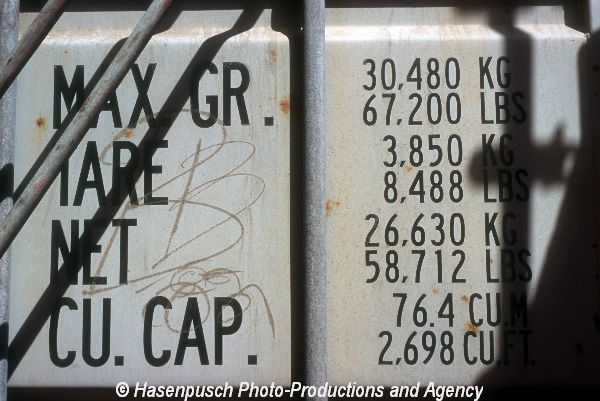 MAX. GR. 30,480 KG
67,200 LBS
TARE 3,850 KG
8,488 LBS
NET 26,630 KG
58,712 LBS
CU. CAP. 76.4 CU.M
2,698 CU.FT.
© Hasenpusch Photo-Productions and Agency